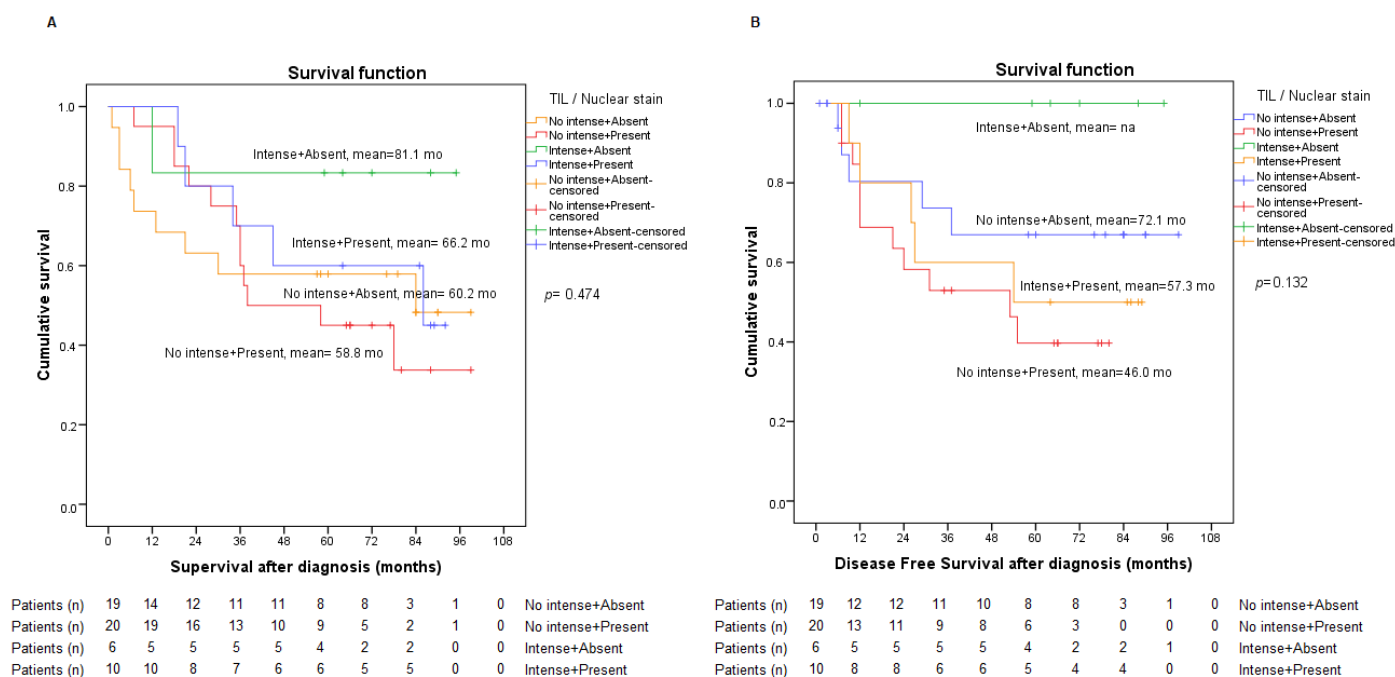 A
Survival function
TIL / Nuclear stain
No intense+Absent
No intense+Present
Intense+Absent
Intense+Present
No intense+Absent-
censored
No intense+Present-
censored
Intense+Absent-censored
Intense+Present-censored
1.0
0.8
0.6
0.4
0.2
0.0
Cumulative survival
Intense+Absent, mean=81.1 mo
Intense+Present, mean= 66.2 mo
No intense+Absent, mean= 60.2 mo
No intense+Present, mean= 58.8 mo
p= 0.474
0 12 24 36 48 60 72 84 96 108
Supervival after diagnosis (months)
Patients (n) 19 14 12 11 11 8 8 3 1 0 No intense+Absent
Patients (n) 20 19 16 13 10 9 5 2 1 0 No intense+Present
Patients (n) 6 5 5 5 5 4 2 2 0 0 Intense+Absent
Patients (n) 10 10 8 7 6 6 5 5 0 0 Intense+Present
B
Survival function
TIL / Nuclear stain
No intense+Absent
No intense+Present
Intense+Absent
Intense+Present
No intense+Absent-
censored
No intense+Present-
censored
Intense+Absent-censored
Intense+Present-censored
1.0
0.8
0.6
0.4
0.2
0.0
Cumulative survival
Intense+Absent, mean= na
No intense+Absent, mean=72.1 mo
Intense+Present, mean=57.3 mo
No intense+Present, mean=46.0 mo
p=0.132
0 12 24 36 48 60 72 84 96 108
Disease Free Survival after diagnosis (months)
Patients (n) 19 12 12 11 10 8 8 3 1 0 No intense+Absent
Patients (n) 20 13 11 9 8 6 3 0 0 0 No intense+Present
Patients (n) 6 5 5 5 5 4 2 2 1 0 Intense+Absent
Patients (n) 10 8 8 6 6 5 4 4 0 0 Intense+Present